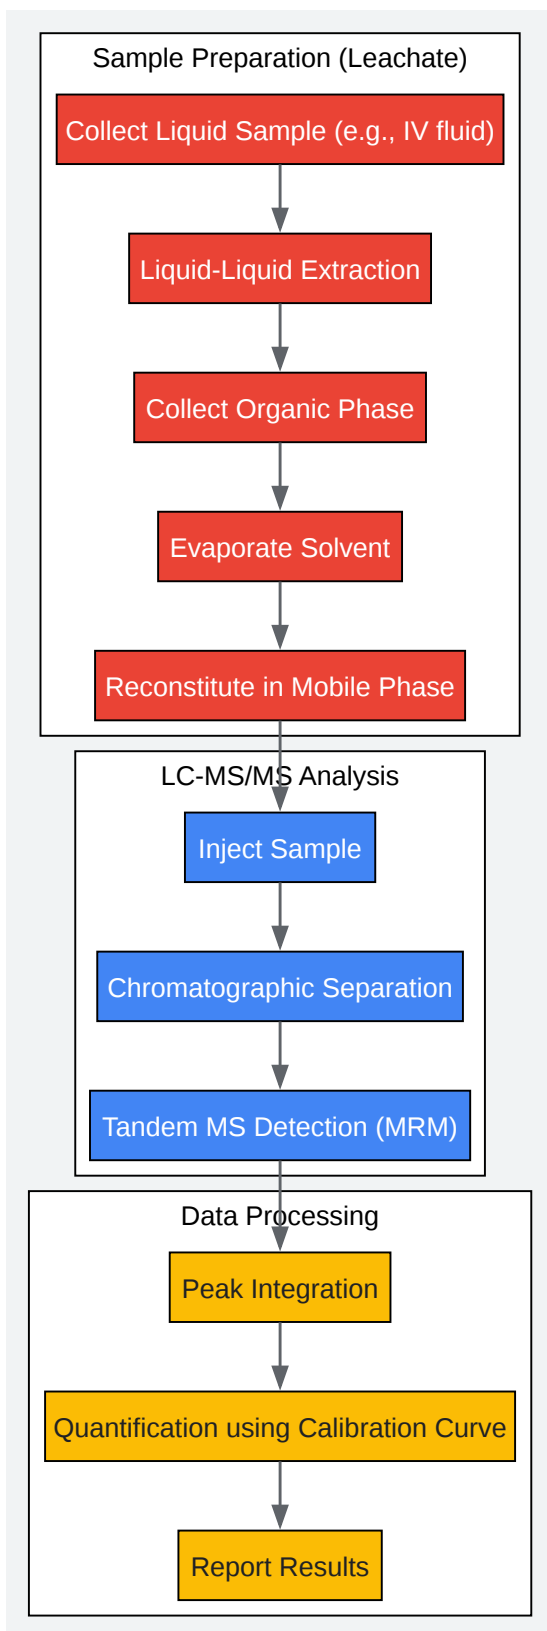 Sample Preparation (Leachate)
Collect Liquid Sample (e.g., IV fluid)
Liquid-Liquid Extraction
Collect Organic Phase
Evaporate Solvent
Reconstitute in Mobile Phase
LC-MS/MS Analysis
Inject Sample
Chromatographic Separation
Tandem MS Detection (MRM)
Data Processing
Peak Integration
Quantification using Calibration Curve
Report Results